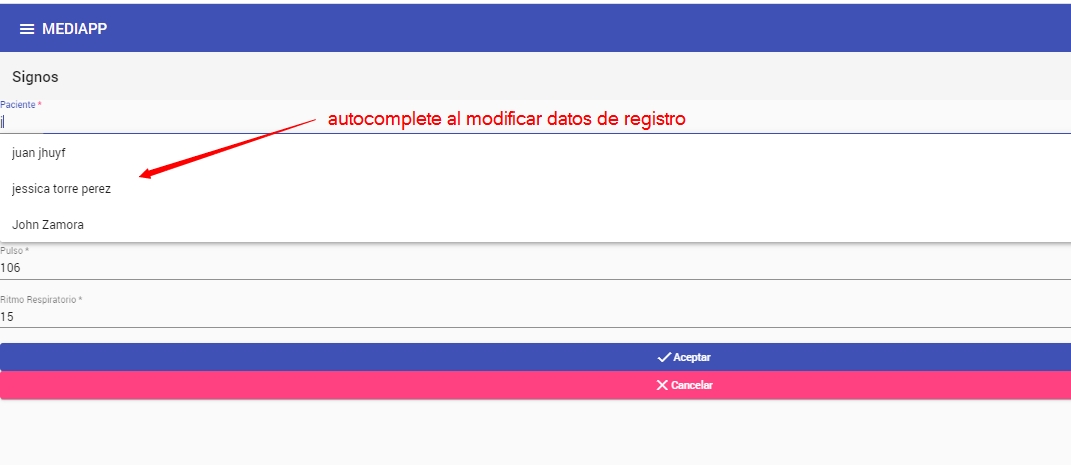 MEDIAPP
Signos
Paciente *
j
autocomplete al modificar datos de registro
juan jhuyf
jessica torre perez
John Zamora
Pulso *
106
Ritmo Respiratorio *
15
Aceptar
Cancelar